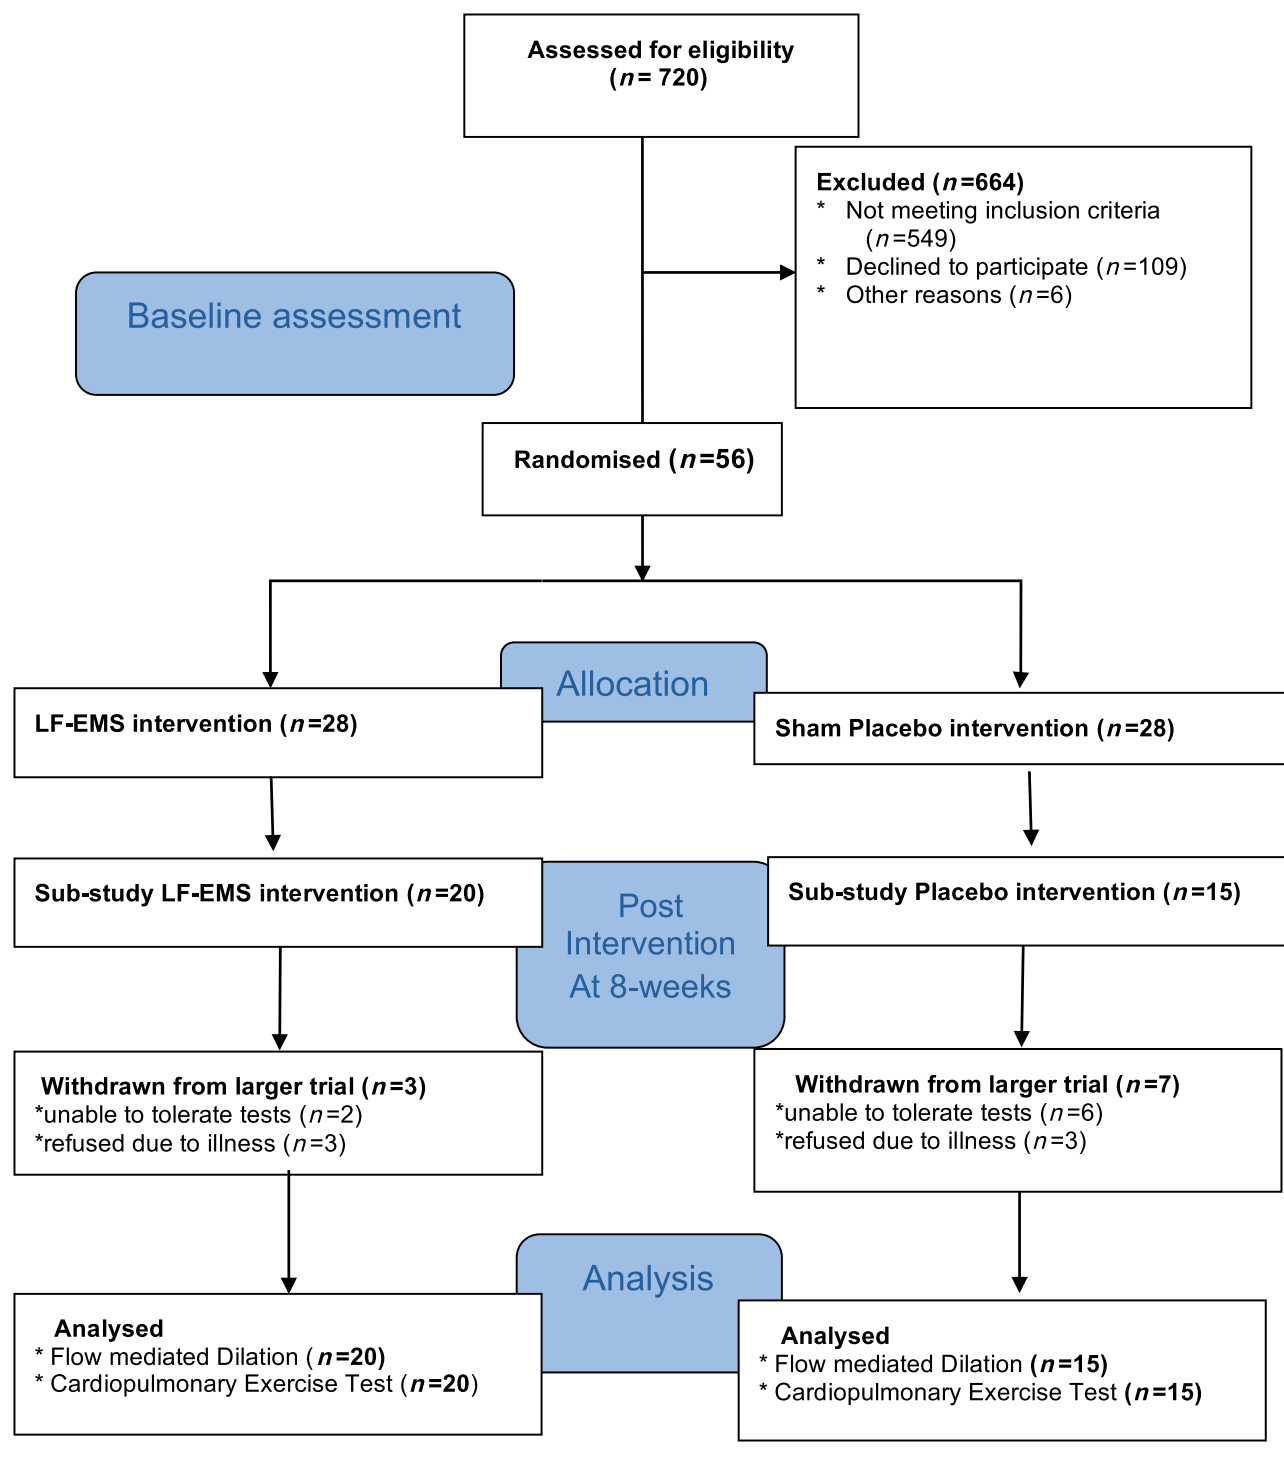 Assessed for eligibility
(n= 720)
Excluded (n=664)
* Not meeting inclusion criteria
(n=549)
* Declined to participate (n=109)
* Other reasons (n=6)
Baseline assessment
Randomised (n=56)
Allocation
LF-EMS intervention (n=28)
Sham Placebo intervention (n=28)
Sub-study LF-EMS intervention (n=20)
Sub-study Placebo intervention (n=15)
Post
Intervention
At 8-weeks
Withdrawn from larger trial (n=3)
*unable to tolerate tests (n=2)
*refused due to illness (n=3)
Withdrawn from larger trial (n=7)
*unable to tolerate tests (n=6)
*refused due to illness (n=3)
Analysis
Analysed
* Flow mediated Dilation (n=20)
* Cardiopulmonary Exercise Test (n=20)
Analysed
* Flow mediated Dilation (n=15)
* Cardiopulmonary Exercise Test (n=15)